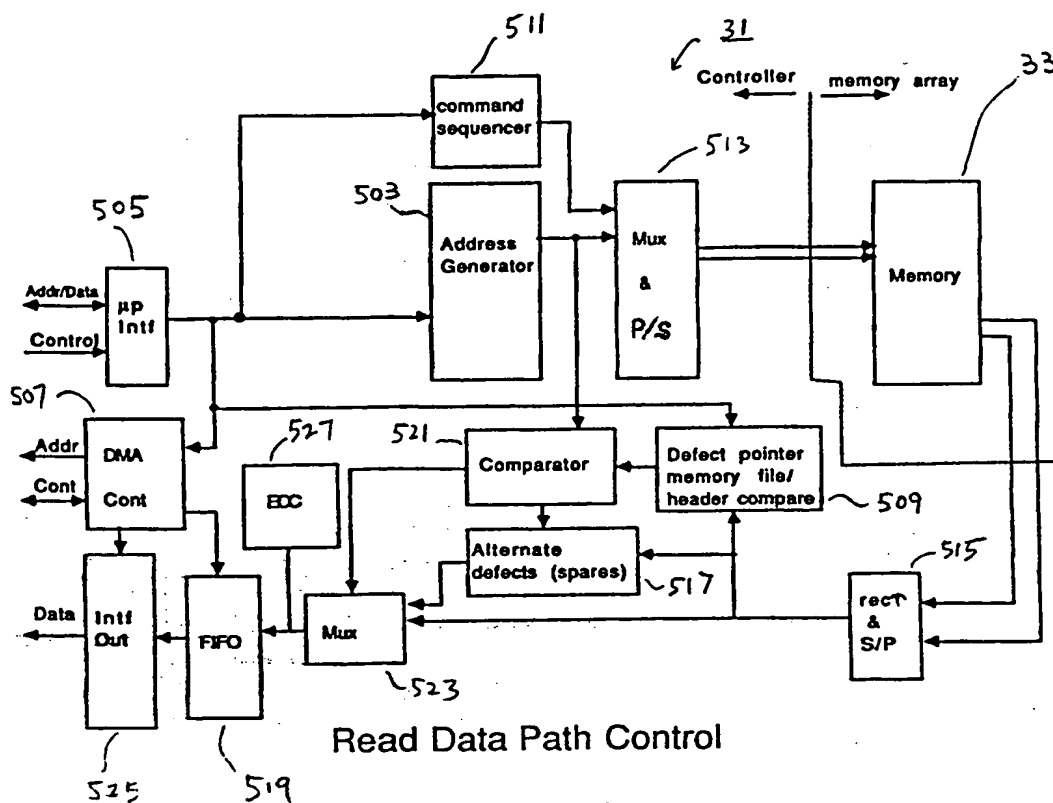 511
31
Controller
memory array
33
command
sequencer
513
503
505
Address
Generator
Mux
&
P/S
Memory
Addr/Data
μp
Intf
Control
507
527
521
Addr
DMA
Cont
Cont
ECC
Comparator
Defect pointer
memory file/
header compare
509
Alternate
defects (spares)
517
515
Data
Intf
Out
FIFO
Mux
rec'r
&
S/P
523
Read Data Path Control
525
519